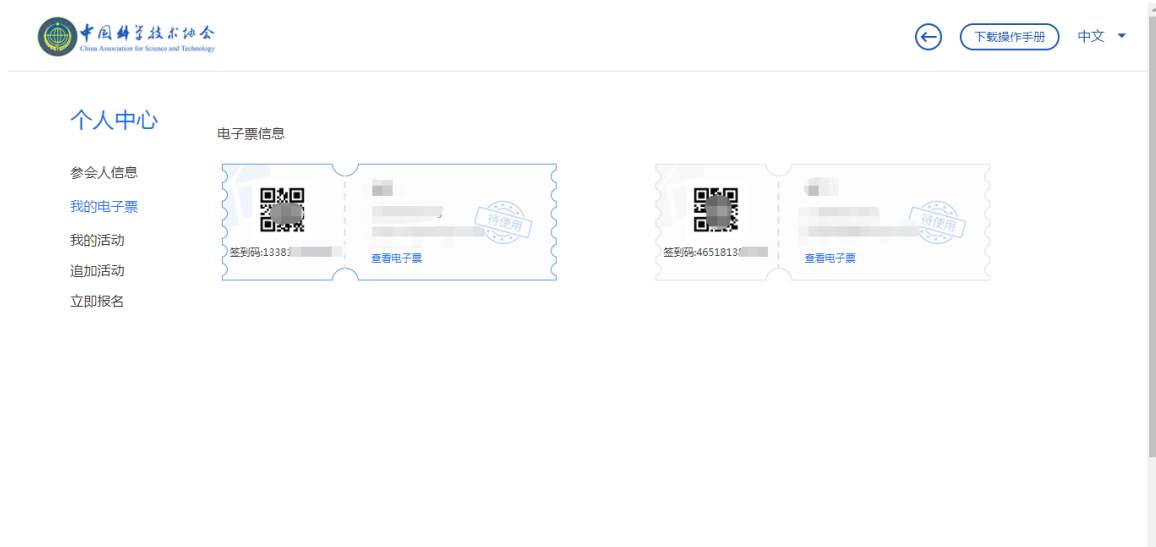 中国科学技术协会
China Association for Science and Technology
下载操作手册
中文
个人中心
电子票信息
参会人信息
我的电子票
我的活动
追加活动
立即报名
待使用
签到码:13381
查看电子票
待使用
签到码:4651813
查看电子票